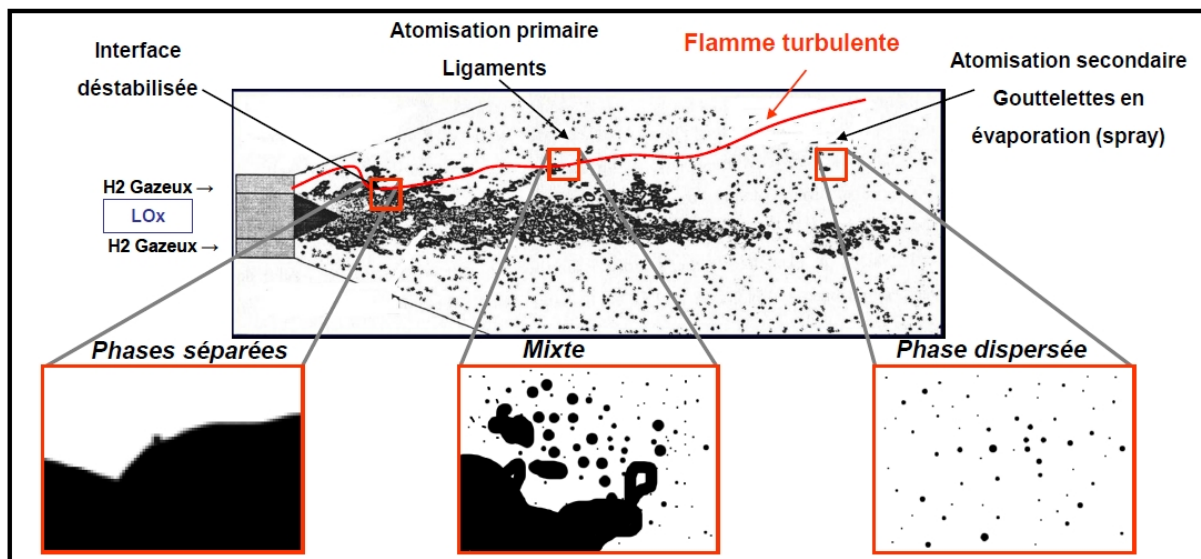 Interface
déstabilisée
Atomisation primaire
Ligaments
Flamme turbulente
Atomisation secondaire
Gouttelettes en
évaporation (spray)
H2 Gazeux →
LOx
H2 Gazeux →
Phases séparées
Mixte
Phase dispersée